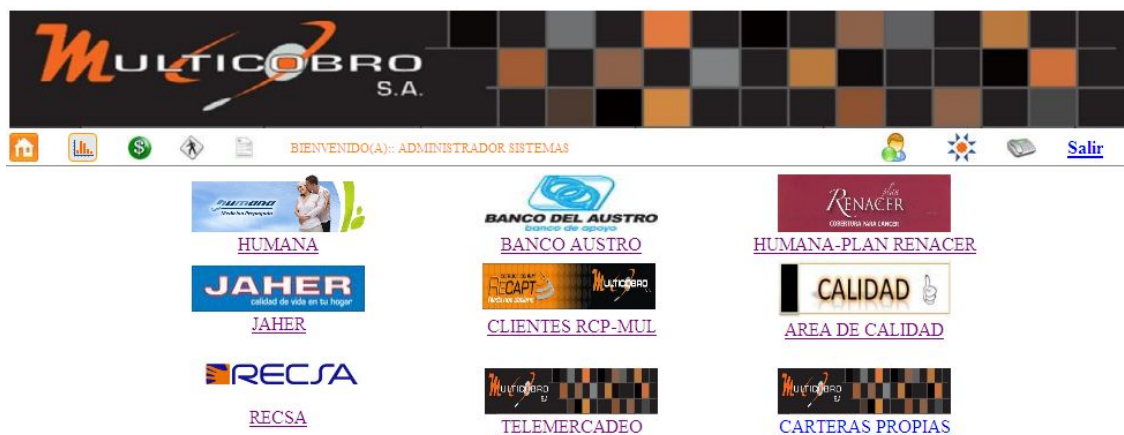 MULTICOBRO
S.A.
BIENVENIDO(A):: ADMINISTRADOR SISTEMAS
Salir
humana
Medicina Prepagada
HUMANA
BANCO DEL AUSTRO
banco de apoyo
BANCO AUSTRO
plan
RENACER
COBERTURA PARA CANCER
HUMANA-PLAN RENACER
JAHER
calidad de vida en tu hogar
JAHER
RECAPT
MULTICOBRO
CLIENTES RCP-MUL
CALIDAD
AREA DE CALIDAD
RECSA
RECSA
MULTICOBRO
TELEMERCADEO
MULTICOBRO
CARTERAS PROPIAS